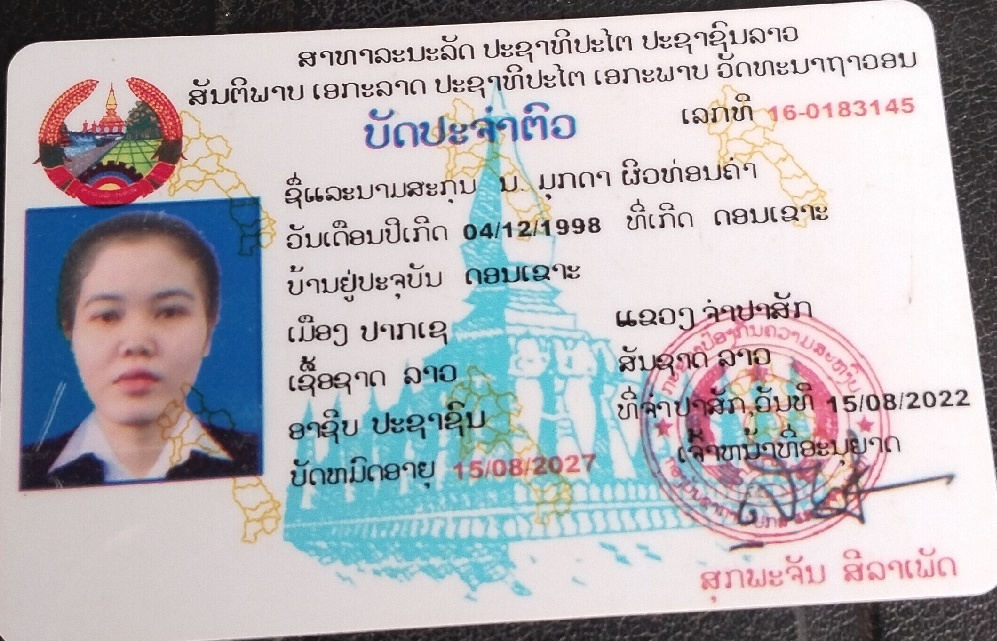 ສາທາລະນະລັດ ປະຊາທິປະໄຕ ປະຊາຊົນລາວ
ສັນຕິພາບ ເອກະລາດ ປະຊາທິປະໄຕ ເອກະພາບ ວັດທະນາຖາວອນ
ບັດປະຈຳຕົວ
ເລກທີ 16-0183145
ຊື່ແລະນາມສະກຸນ ນ. ມຸກດາ ຜິວທ່ອນຄຳ
ວັນເດືອນປີເກີດ 04/12/1998 ທີ່ເກີດ ດອນເຂາະ
ບ້ານຢູ່ປະຈຸບັນ ດອນເຂາະ
ເມືອງ ປາກເຊ ແຂວງ ຈຳປາສັກ
ເຊື້ອຊາດ ລາວ ສັນຊາດ ລາວ
ອາຊີບ ປະຊາຊົນ ທີ່ຈຳປາສັກ,ວັນທີ 15/08/2022
ບັດຫມົດອາຍຸ 15/08/2027 ເຈົ້າຫນ້າທີ່ອະນຸຍາດ
ສຸກພະຈັນ ສີລາເພັດ